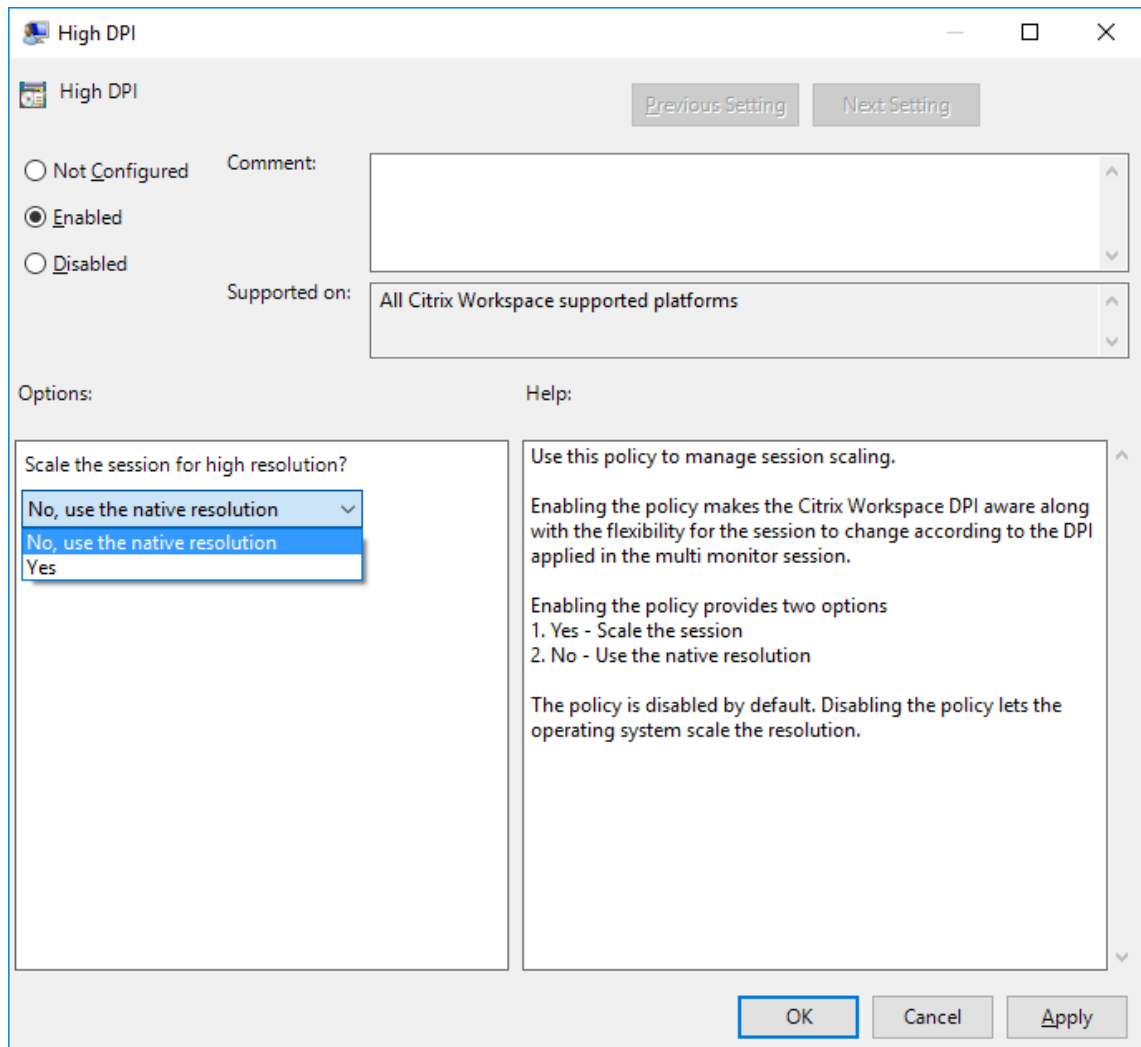 High DPI
High DPI
Previous Setting
Next Setting
Not Configured
Comment:
Enabled
Disabled
Supported on:
All Citrix Workspace supported platforms
Options:
Help:
Scale the session for high resolution?
No, use the native resolution
No, use the native resolution
Yes
Use this policy to manage session scaling.
Enabling the policy makes the Citrix Workspace DPI aware along
with the flexibility for the session to change according to the DPI
applied in the multi monitor session.
Enabling the policy provides two options
1. Yes - Scale the session
2. No - Use the native resolution
The policy is disabled by default. Disabling the policy lets the
operating system scale the resolution.
OK
Cancel
Apply